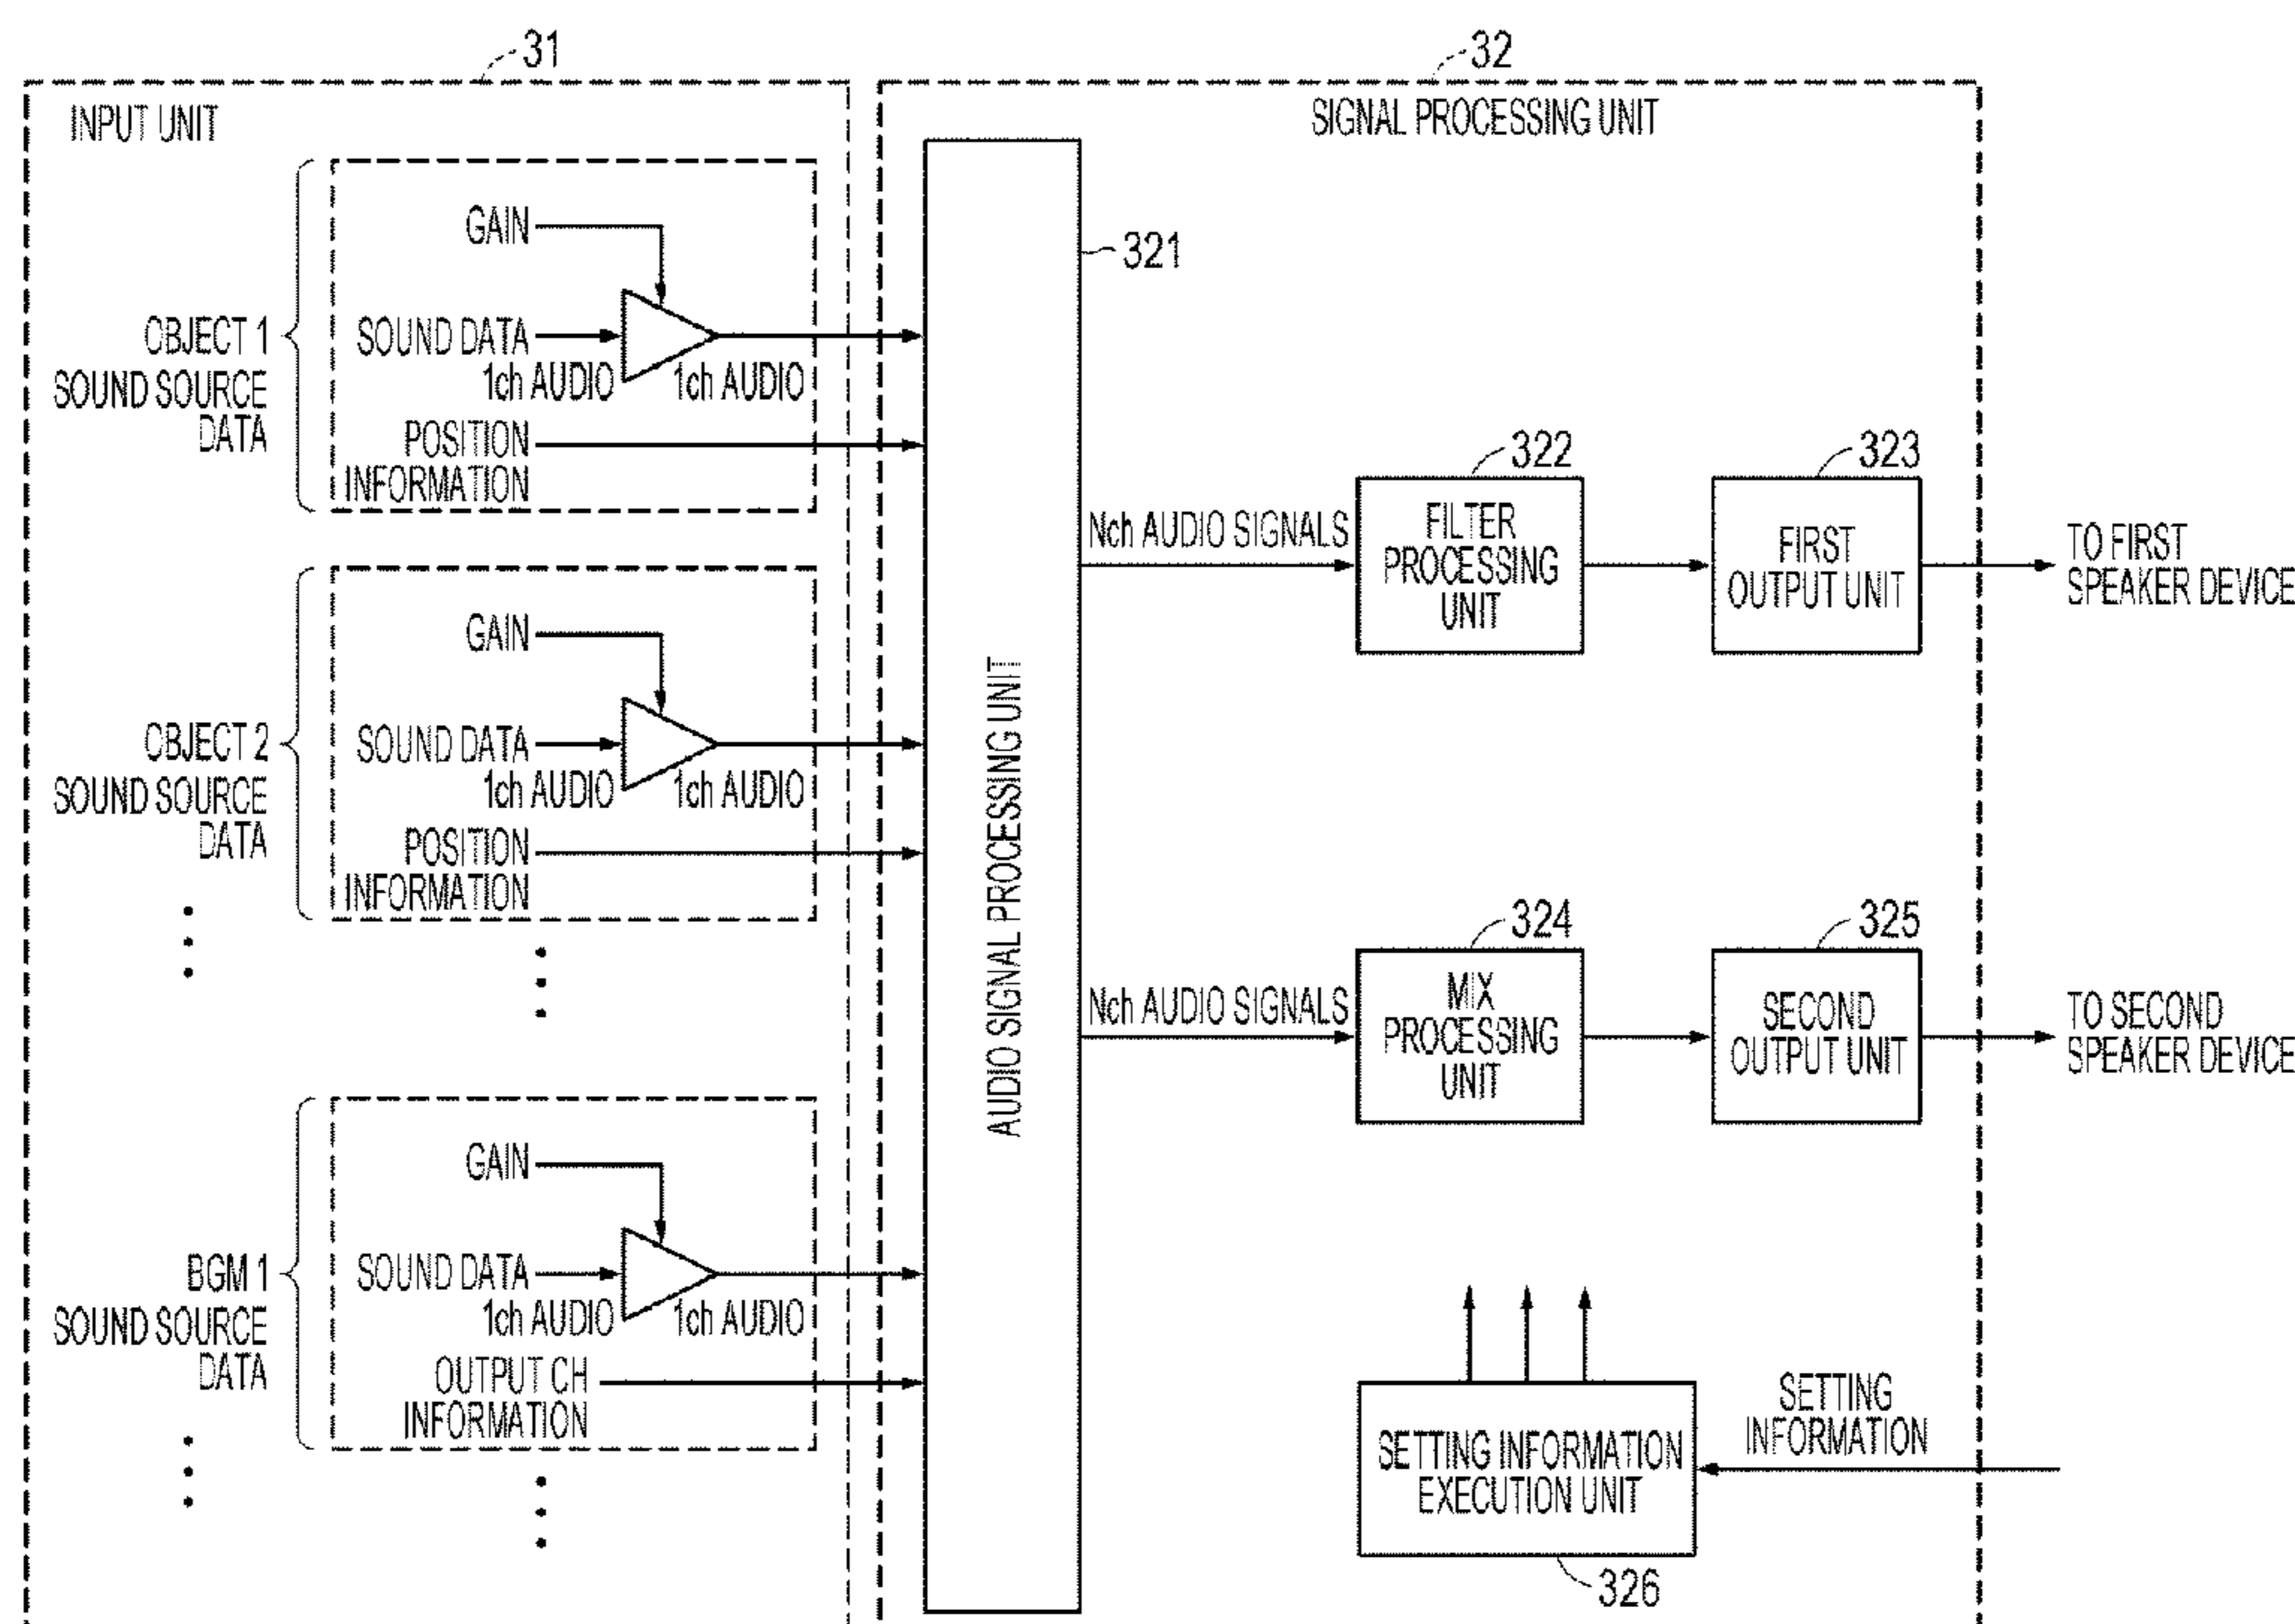 31
32
INPUT UNIT
SIGNAL PROCESSING UNIT
GAIN
321
OBJECT 1
SOUND SOURCE
DATA
SOUND DATA
1ch AUDIO
1ch AUDIO
POSITION
INFORMATION
322
323
Nch AUDIO SIGNALS
FILTER
PROCESSING
UNIT
FIRST
OUTPUT UNIT
TO FIRST
SPEAKER DEVICE
GAIN
OBJECT 2
SOUND SOURCE
DATA
SOUND DATA
1ch AUDIO
1ch AUDIO
POSITION
INFORMATION
AUDIO SIGNAL PROCESSING UNIT
324
325
Nch AUDIO SIGNALS
MIX
PROCESSING
UNIT
SECOND
OUTPUT UNIT
TO SECOND
SPEAKER DEVICE
GAIN
BGM 1
SOUND SOURCE
DATA
SOUND DATA
1ch AUDIO
1ch AUDIO
OUTPUT CH
INFORMATION
SETTING
INFORMATION
SETTING INFORMATION
EXECUTION UNIT
326